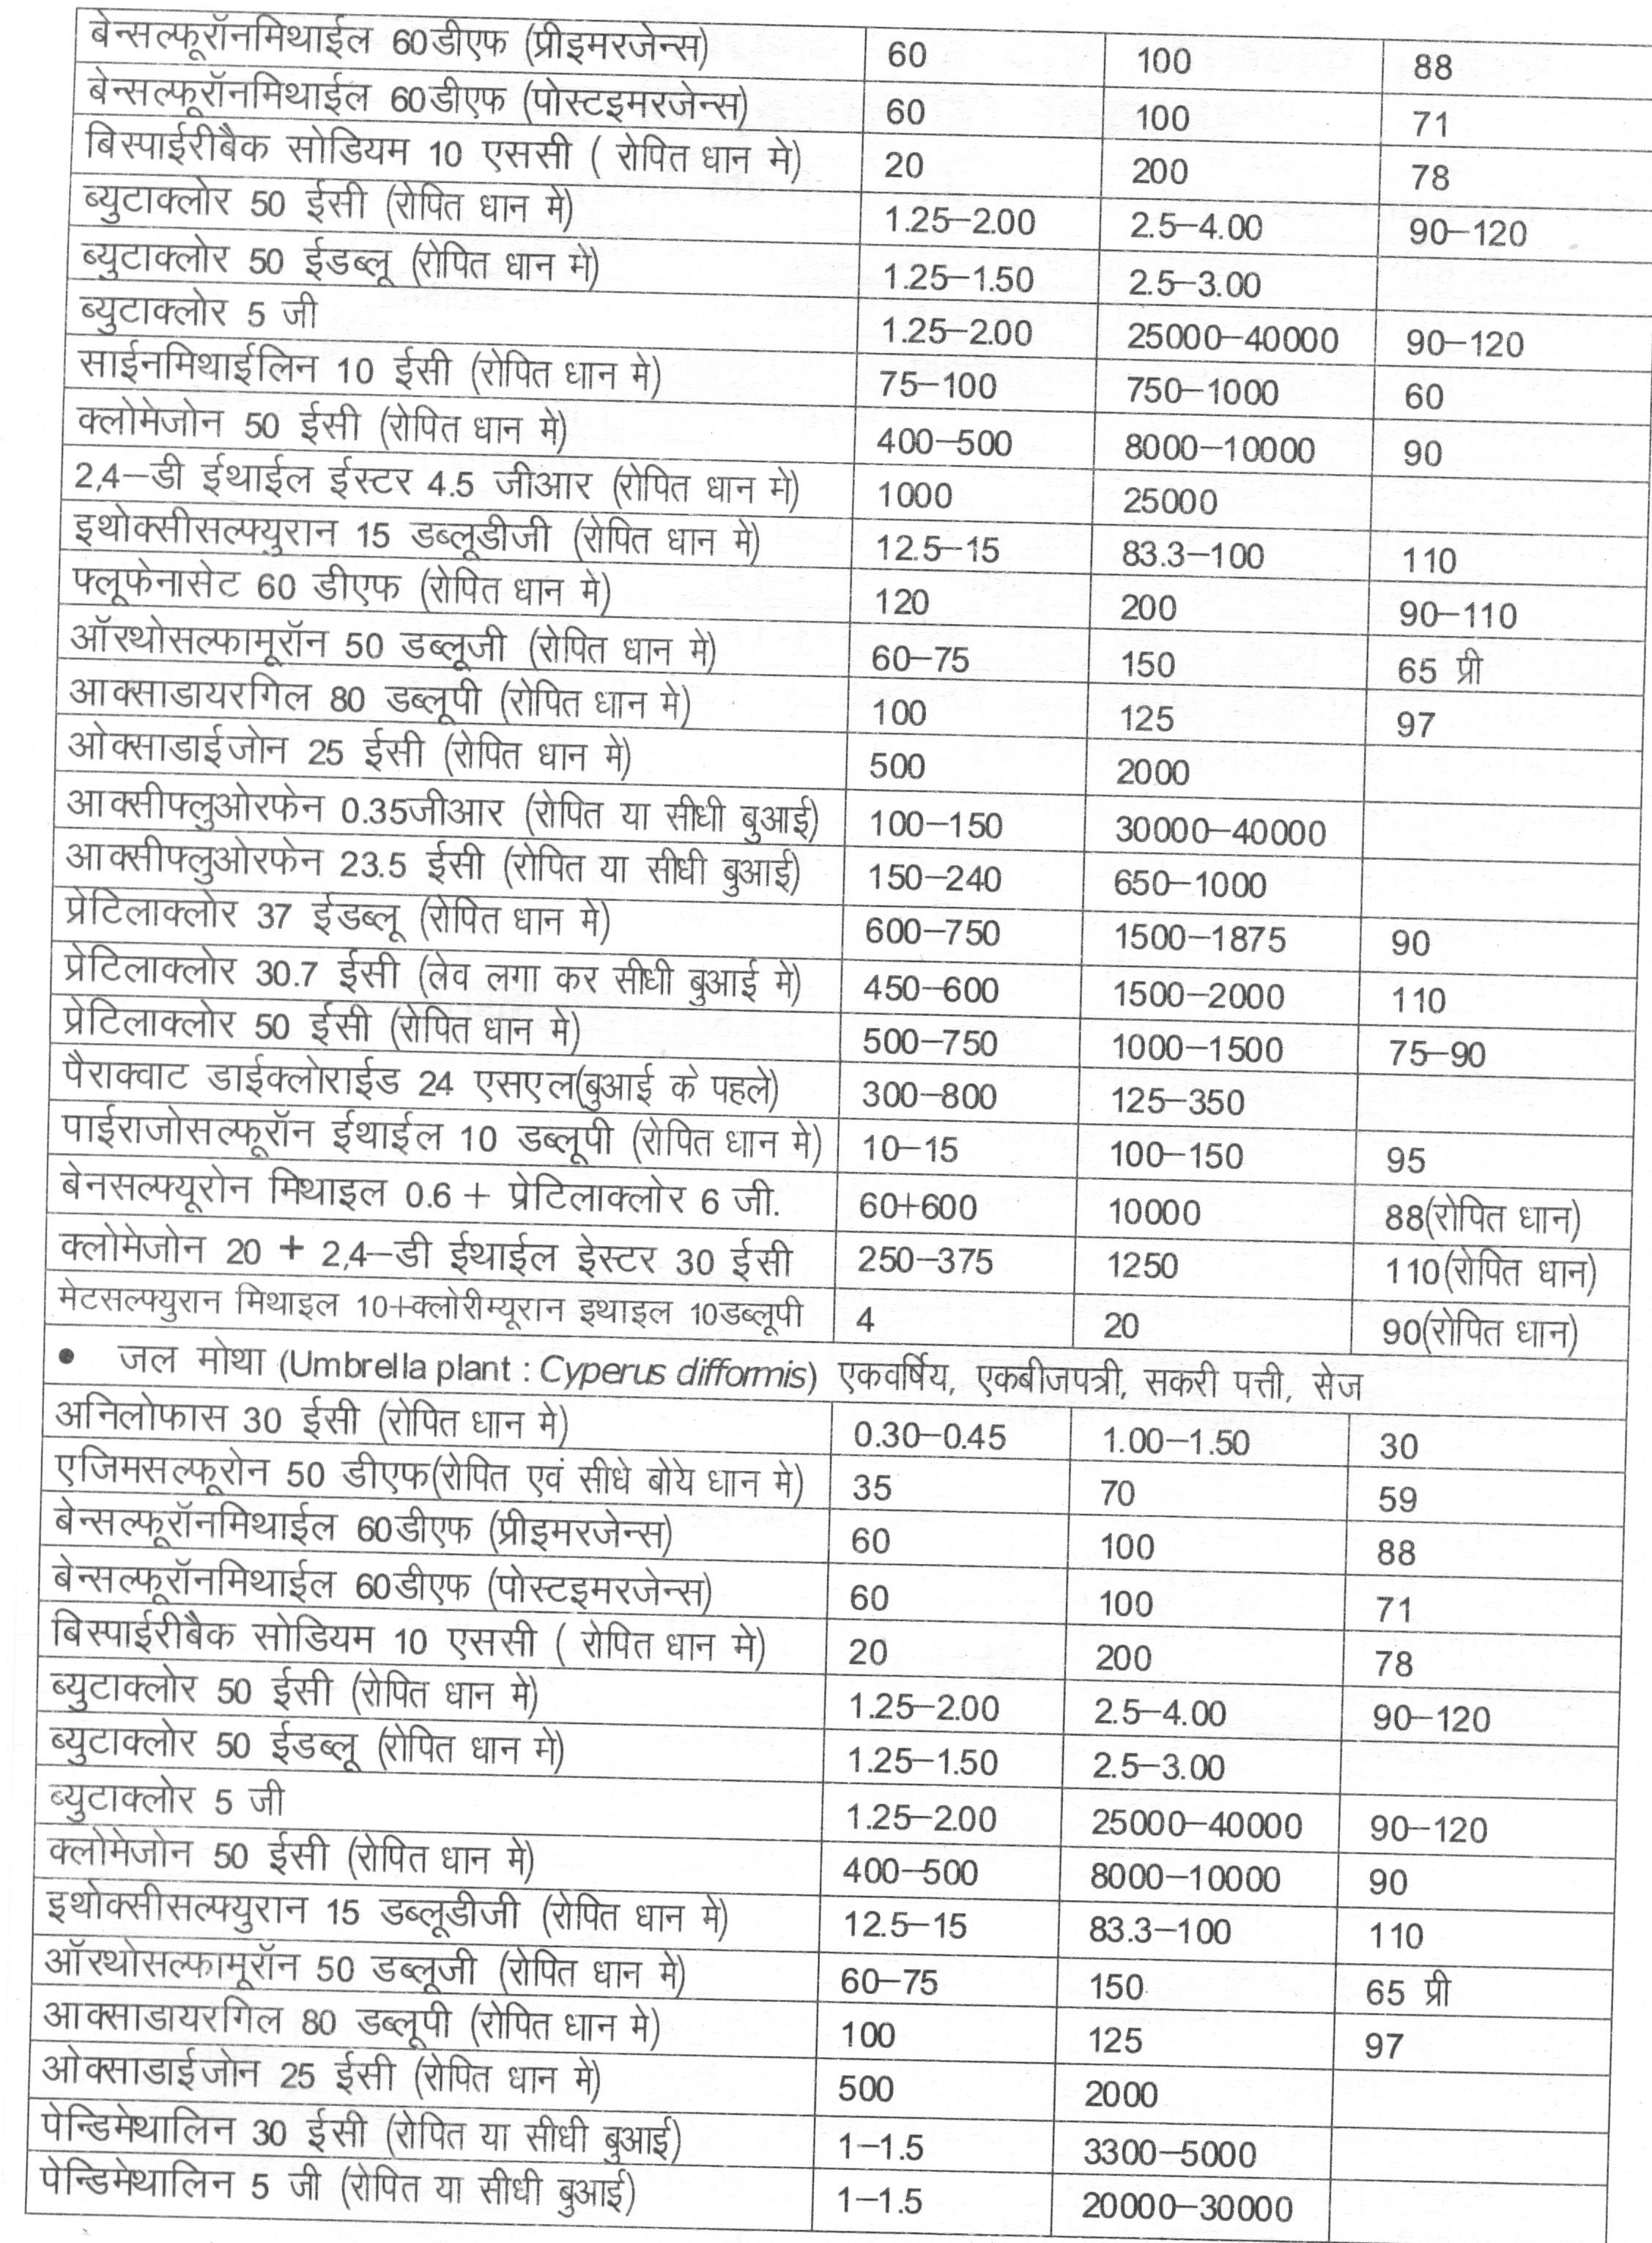 बेन्सल्फूरॉनमिथाईल 60डीएफ (प्रीइमरजेन्स) 60 100 88
बेन्सल्फूरॉनमिथाईल 60डीएफ (पोस्टइमरजेन्स) 60 100 71
बिस्पाईरीबैक सोडियम 10 एससी ( रोपित धान मे) 20 200 78
ब्युटाक्लोर 50 ईसी (रोपित धान मे) 1.25–2.00 2.5–4.00 90–120
ब्युटाक्लोर 50 ईडब्लू (रोपित धान मे) 1.25–1.50 2.5–3.00
ब्युटाक्लोर 5 जी 1.25–2.00 25000–40000 90–120
साईनमिथाईलिन 10 ईसी (रोपित धान मे) 75–100 750–1000 60
क्लोमेजोन 50 ईसी (रोपित धान मे) 400–500 8000–10000 90
2,4–डी ईथाईल ईस्टर 4.5 जीआर (रोपित धान मे) 1000 25000
इथोक्सीसल्फ्युरान 15 डब्लूडीजी (रोपित धान मे) 12.5–15 83.3–100 110
फ्लूफेनासेट 60 डीएफ (रोपित धान मे) 120 200 90–110
ऑरथोसल्फामूरॉन 50 डब्लूजी (रोपित धान मे) 60–75 150 65 प्री
आक्साडायरगिल 80 डब्लूपी (रोपित धान मे) 100 125 97
ओक्साडाईजोन 25 ईसी (रोपित धान मे) 500 2000
आक्सीफ्लुओरफेन 0.35जीआर (रोपित या सीधी बुआई) 100–150 30000–40000
आक्सीफ्लुओरफेन 23.5 ईसी (रोपित या सीधी बुआई) 150–240 650–1000
प्रेटिलाक्लोर 37 ईडब्लू (रोपित धान मे) 600–750 1500–1875 90
प्रेटिलाक्लोर 30.7 ईसी (लेव लगा कर सीधी बुआई मे) 450–600 1500–2000 110
प्रेटिलाक्लोर 50 ईसी (रोपित धान मे) 500–750 1000–1500 75–90
पैराक्वाट डाईक्लोराईड 24 एसएल(बुआई के पहले) 300–800 125–350
पाईराजोसल्फूरॉन ईथाईल 10 डब्लूपी (रोपित धान मे) 10–15 100–150 95
बेनसल्फ्यूरोन मिथाइल 0.6 + प्रेटिलाक्लोर 6 जी. 60+600 10000 88(रोपित धान)
क्लोमेजोन 20 + 2,4–डी ईथाईल ईस्टर 30 ईसी 250–375 1250 110(रोपित धान)
मेटसल्फ्युरान मिथाइल 10+क्लोरीम्यूरान इथाइल 10डब्लूपी 4 20 90(रोपित धान)
• जल मोथा (Umbrella plant : Cyperus difformis) एकवर्षिय, एकबीजपत्री, सकरी पत्ती, सेज
अनिलोफास 30 ईसी (रोपित धान मे) 0.30–0.45 1.00–1.50 30
एजिमसल्फूरोन 50 डीएफ(रोपित एवं सीधे बोये धान मे) 35 70 59
बेन्सल्फूरॉनमिथाईल 60डीएफ (प्रीइमरजेन्स) 60 100 88
बेन्सल्फूरॉनमिथाईल 60डीएफ (पोस्टइमरजेन्स) 60 100 71
बिस्पाईरीबैक सोडियम 10 एससी ( रोपित धान मे) 20 200 78
ब्युटाक्लोर 50 ईसी (रोपित धान मे) 1.25–2.00 2.5–4.00 90–120
ब्युटाक्लोर 50 ईडब्लू (रोपित धान मे) 1.25–1.50 2.5–3.00
ब्युटाक्लोर 5 जी 1.25–2.00 25000–40000 90–120
क्लोमेजोन 50 ईसी (रोपित धान मे) 400–500 8000–10000 90
इथोक्सीसल्फ्युरान 15 डब्लूडीजी (रोपित धान मे) 12.5–15 83.3–100 110
ऑरथोसल्फामूरॉन 50 डब्लूजी (रोपित धान मे) 60–75 150 65 प्री
आक्साडायरगिल 80 डब्लूपी (रोपित धान मे) 100 125 97
ओक्साडाईजोन 25 ईसी (रोपित धान मे) 500 2000
पेन्डिमेथालिन 30 ईसी (रोपित या सीधी बुआई) 1–1.5 3300–5000
पेन्डिमेथालिन 5 जी (रोपित या सीधी बुआई) 1–1.5 20000–30000